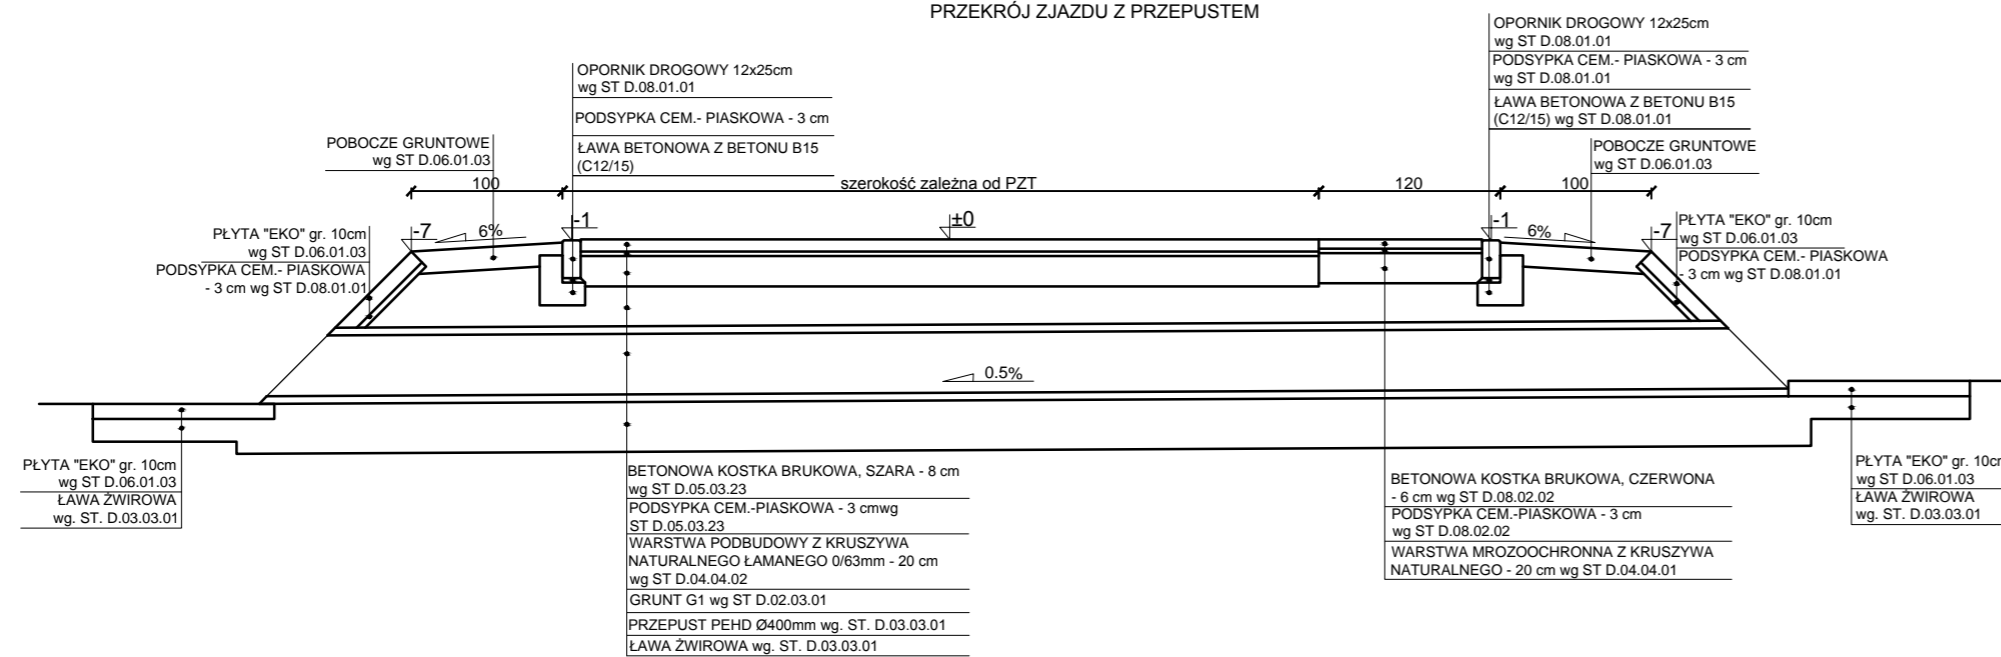 PRZEKRÓJ ZJAZDU Z PRZEPUSTEM
OPORNIK DROGOWY 12x25cm
wg ST D.08.01.01
PODSYPKA CEM.- PIASKOWA - 3 cm
wg ST D.08.01.01
ŁAWA BETONOWA Z BETONU B15
(C12/15) wg ST D.08.01.01
OPORNIK DROGOWY 12x25cm
wg ST D.08.01.01
PODSYPKA CEM.- PIASKOWA - 3 cm
ŁAWA BETONOWA Z BETONU B15
(C12/15)
POBOCZE GRUNTOWE
wg ST D.06.01.03
POBOCZE GRUNTOWE
wg ST D.06.01.03
100
szerokość zależna od PZT
120
100
-7
6%
-1
±0
-1
6%
-7
PŁYTA "EKO" gr. 10cm
wg ST D.06.01.03
PODSYPKA CEM.- PIASKOWA
- 3 cm wg ST D.08.01.01
PŁYTA "EKO" gr. 10cm
wg ST D.06.01.03
PODSYPKA CEM.- PIASKOWA
- 3 cm wg ST D.08.01.01
0.5%
PŁYTA "EKO" gr. 10cm
wg ST D.06.01.03
ŁAWA ŻWIROWA
wg. ST. D.03.03.01
BETONOWA KOSTKA BRUKOWA, SZARA - 8 cm
wg ST D.05.03.23
PODSYPKA CEM.-PIASKOWA - 3 cmwg
ST D.05.03.23
WARSTWA PODBUDOWY Z KRUSZYWA
NATURALNEGO ŁAMANEGO 0/63mm - 20 cm
wg ST D.04.04.02
GRUNT G1 wg ST D.02.03.01
PRZEPUST PEHD Ø400mm wg. ST. D.03.03.01
ŁAWA ŻWIROWA wg. ST. D.03.03.01
BETONOWA KOSTKA BRUKOWA, CZERWONA
- 6 cm wg ST D.08.02.02
PODSYPKA CEM.-PIASKOWA - 3 cm
wg ST D.08.02.02
WARSTWA MROZOOCHRONNA Z KRUSZYWA
NATURALNEGO - 20 cm wg ST D.04.04.01
PŁYTA "EKO" gr. 10cm
wg ST D.06.01.03
ŁAWA ŻWIROWA
wg. ST. D.03.03.01